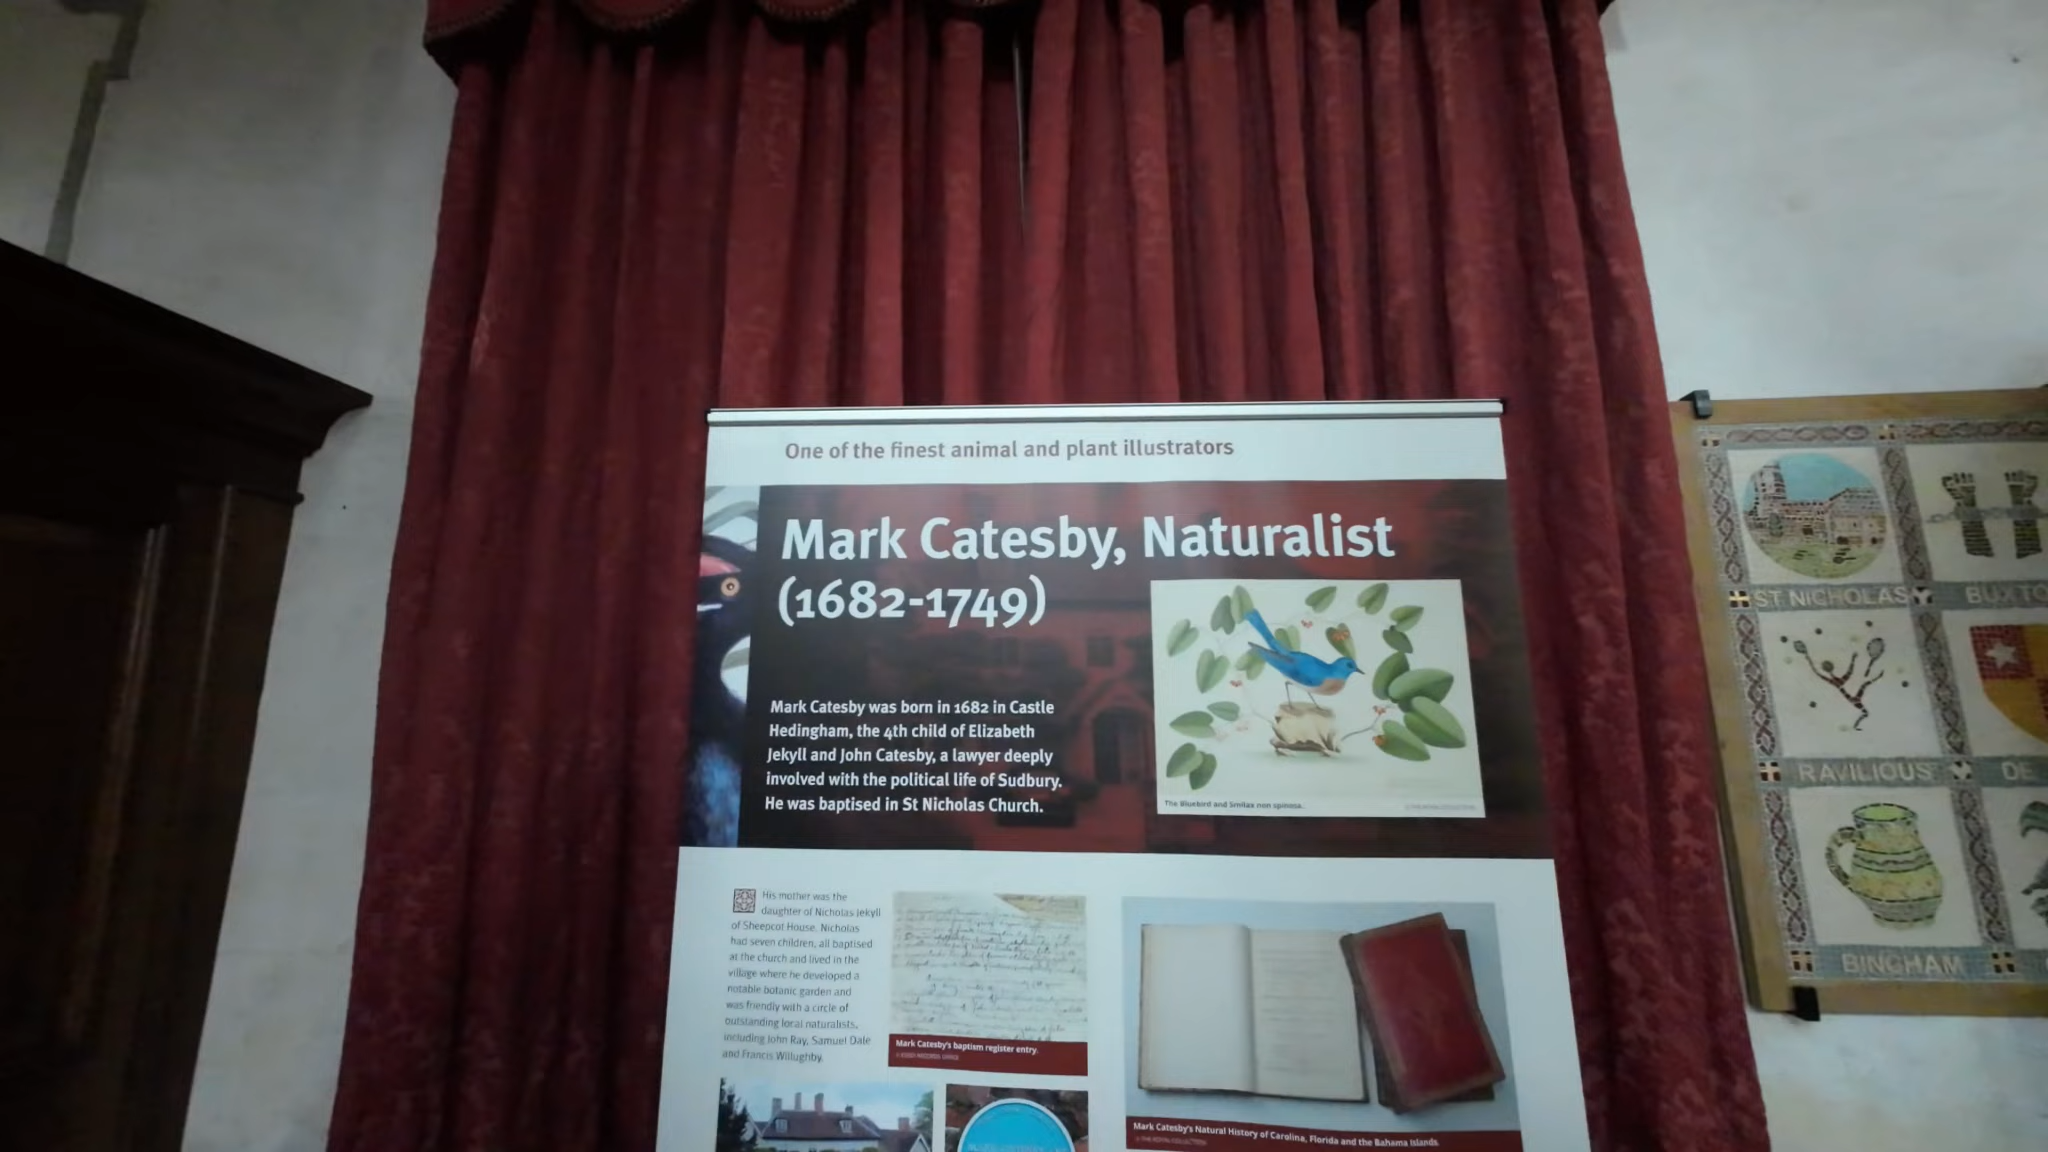 One of the finest animal and plant illustrators
Mark Catesby, Naturalist
(1682-1749)
Mark Catesby was born in 1682 in Castle
Hedingham, the 4th child of Elizabeth
Jekyll and John Catesby, a lawyer deeply
involved with the political life of Sudbury.
He was baptised in St Nicholas Church.
The Bluebird and Smilax non spinosa.
His mother was the
daughter of Nicholas Jekyll
of Sheepcot House. Nicholas
had seven children, all baptised
at the church and lived in the
village where he developed a
notable botanic garden and
was friendly with a circle of
outstanding local naturalists,
including John Ray, Samuel Dale
and Francis Willughby.
Mark Catesby's baptism register entry.
Mark Catesby's Natural History of Carolina, Florida and the Bahama Islands.
© THE ROYAL COLLECTION
ST NICHOLAS
BUXTO
RAVILIOUS
DE
BINGHAM